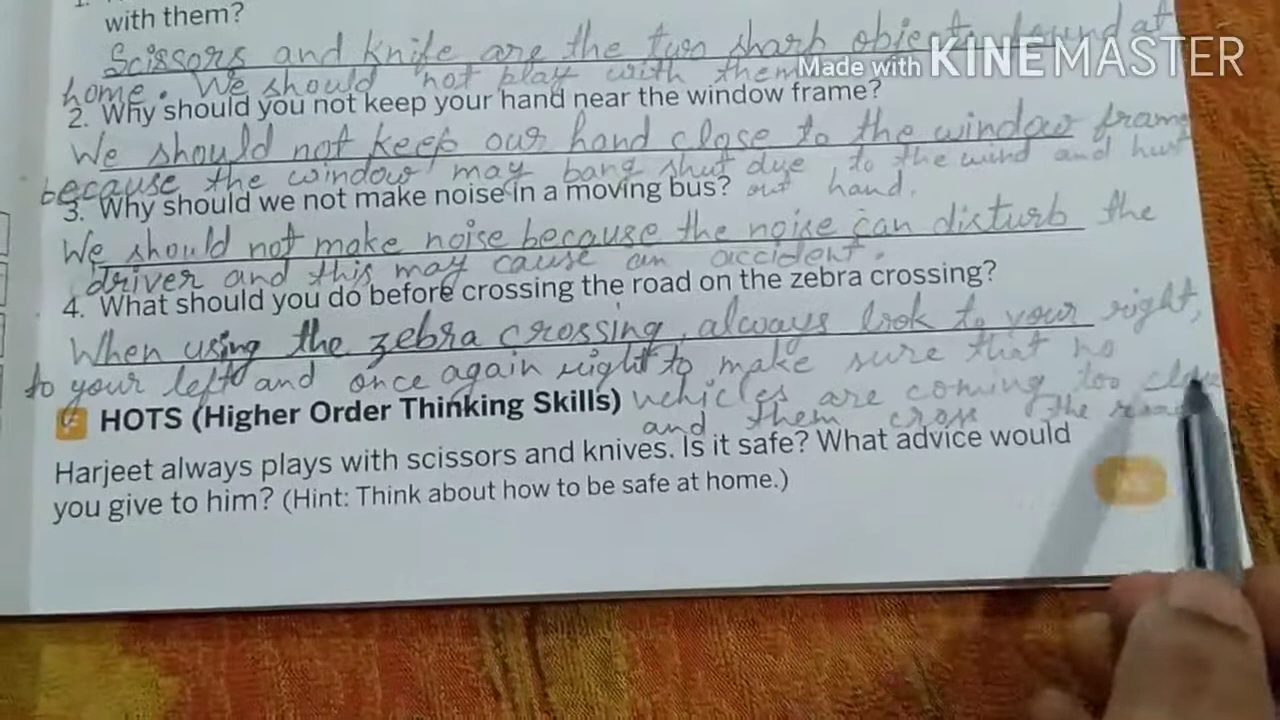 1.
with them?
Scissors and knife are the two sharp objects found at
home. We should not play with them
Made with KINEMASTER
2. Why should you not keep your hand near the window frame?
We should not keep our hand close to the window frame
because the window may bang shut due to the wind and hurt
out hand.
3. Why should we not make noise in a moving bus?
We should not make noise because the noise can disturb the
driver and this may cause an accident.
4. What should you do before crossing the road on the zebra crossing?
When using the zebra crossing, always look to your right,
to your left and once again right to make sure that no
vehicles are coming too close
and them cross the road
F HOTS (Higher Order Thinking Skills)
Harjeet always plays with scissors and knives. Is it safe? What advice would
you give to him? (Hint: Think about how to be safe at home.)